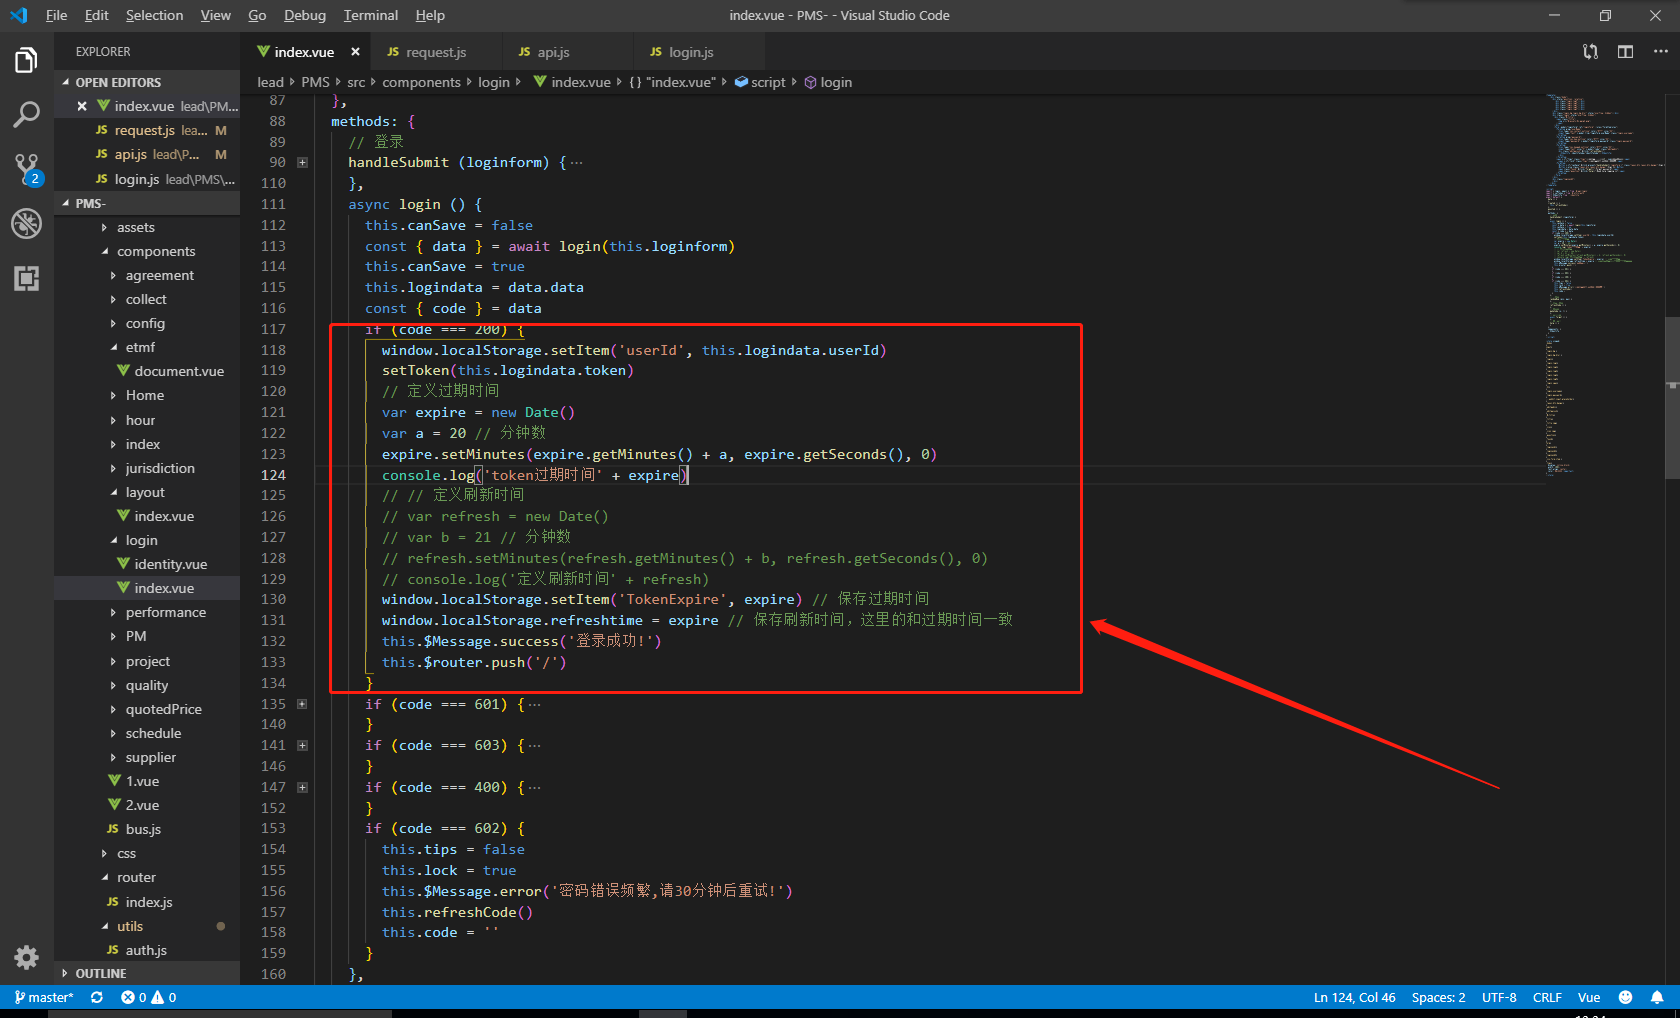 File Edit Selection View Go Debug Terminal Help
index.vue - PMS- - Visual Studio Code
EXPLORER
OPEN EDITORS
index.vue lead\PM...
request.js lea... M
api.js lead\P... M
login.js lead\PMS\...
PMS-
assets
components
agreement
collect
config
etmf
document.vue
Home
hour
index
jurisdiction
layout
index.vue
login
identity.vue
index.vue
performance
PM
project
quality
quotedPrice
schedule
supplier
1.vue
2.vue
JS bus.js
css
router
JS index.js
utils
JS auth.js
OUTLINE
index.vue JS request.js JS api.js JS login.js
lead PMS src components login index.vue {} "index.vue" script login
87 },
88 methods: {
89 // 登录
90 handleSubmit (loginform) {...
110 },
111 async login () {
112 this.canSave = false
113 const { data } = await login(this.loginform)
114 this.canSave = true
115 this.logindata = data.data
116 const { code } = data
117 if (code === 200) {
118 window.localStorage.setItem('userId', this.logindata.userId)
119 setToken(this.logindata.token)
120 // 定义过期时间
121 var expire = new Date()
122 var a = 20 // 分钟数
123 expire.setMinutes(expire.getMinutes() + a, expire.getSeconds(), 0)
124 console.log('token过期时间' + expire)
125 // // 定义刷新时间
126 // var refresh = new Date()
127 // var b = 21 // 分钟数
128 // refresh.setMinutes(refresh.getMinutes() + b, refresh.getSeconds(), 0)
129 // console.log('定义刷新时间' + refresh)
130 window.localStorage.setItem('TokenExpire', expire) // 保存过期时间
131 window.localStorage.refreshtime = expire // 保存刷新时间，这里的和过期时间一致
132 this.$Message.success('登录成功!')
133 this.$router.push('/')
134 }
135 if (code === 601) {...
140 }
141 if (code === 603) {...
146 }
147 if (code === 400) {...
152 }
153 if (code === 602) {
154 this.tips = false
155 this.lock = true
156 this.$Message.error('密码错误频繁,请30分钟后重试!')
157 this.refreshCode()
158 this.code = ''
159 }
160 },
master* 0 0 Ln 124, Col 46 Spaces: 2 UTF-8 CRLF Vue